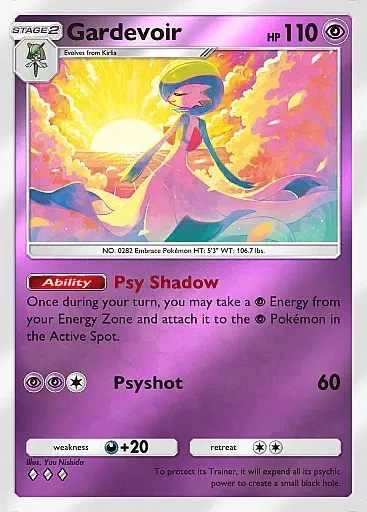 STAGE 2 Gardevoir HP 110
Evolves from Kirlia
NO. 0282 Embrace Pokémon HT: 5'3" WT: 106.7 lbs.
Ability Psy Shadow
Once during your turn, you may take a Energy from
your Energy Zone and attach it to the Pokémon in
the Active Spot.
Psyshot 60
weakness +20 retreat
Illus. You Nishida
To protect its Trainer, it will expend all its psychic
power to create a small black hole.